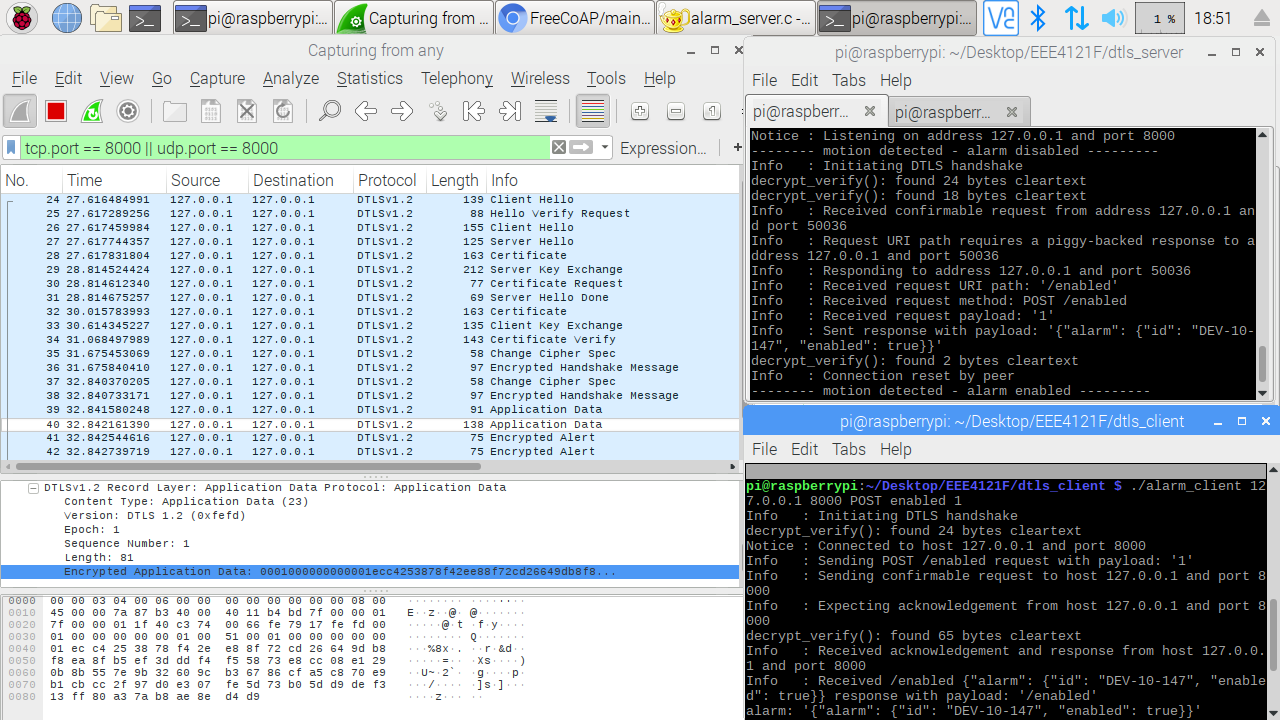 pi@raspberrypi:... Capturing from ... FreeCoAP/main... alarm_server.c -... pi@raspberrypi:... 1 % 18:51
Capturing from any
File Edit View Go Capture Analyze Statistics Telephony Wireless Tools Help
tcp.port == 8000 || udp.port == 8000 Expression... +
No. Time Source Destination Protocol Length Info
24 27.616484991 127.0.0.1 127.0.0.1 DTLSv1.2 139 Client Hello
25 27.617289256 127.0.0.1 127.0.0.1 DTLSv1.2 88 Hello Verify Request
26 27.617459984 127.0.0.1 127.0.0.1 DTLSv1.2 155 Client Hello
27 27.617744357 127.0.0.1 127.0.0.1 DTLSv1.2 125 Server Hello
28 27.617831804 127.0.0.1 127.0.0.1 DTLSv1.2 163 Certificate
29 28.814524424 127.0.0.1 127.0.0.1 DTLSv1.2 212 Server Key Exchange
30 28.814612340 127.0.0.1 127.0.0.1 DTLSv1.2 77 Certificate Request
31 28.814675257 127.0.0.1 127.0.0.1 DTLSv1.2 69 Server Hello Done
32 30.015783993 127.0.0.1 127.0.0.1 DTLSv1.2 163 Certificate
33 30.614345227 127.0.0.1 127.0.0.1 DTLSv1.2 135 Client Key Exchange
34 31.068497989 127.0.0.1 127.0.0.1 DTLSv1.2 143 Certificate Verify
35 31.675453068 127.0.0.1 127.0.0.1 DTLSv1.2 58 Change Cipher Spec
36 31.675840410 127.0.0.1 127.0.0.1 DTLSv1.2 97 Encrypted Handshake Message
37 32.840370205 127.0.0.1 127.0.0.1 DTLSv1.2 58 Change Cipher Spec
38 32.840737171 127.0.0.1 127.0.0.1 DTLSv1.2 97 Encrypted Handshake Message
39 32.841580248 127.0.0.1 127.0.0.1 DTLSv1.2 91 Application Data
40 32.842161390 127.0.0.1 127.0.0.1 DTLSv1.2 138 Application Data
41 32.842544616 127.0.0.1 127.0.0.1 DTLSv1.2 75 Encrypted Alert
42 32.842739719 127.0.0.1 127.0.0.1 DTLSv1.2 75 Encrypted Alert
DTLSv1.2 Record Layer: Application Data Protocol: Application Data
Content Type: Application Data (23)
Version: DTLS 1.2 (0xfefd)
Epoch: 1
Sequence Number: 1
Length: 81
Encrypted Application Data: 0001000000000001ecc4253878f42ee88f72cd26649db8f8...
0000 00 00 03 04 00 06 00 00 00 00 00 00 00 00 08 00 ········ ········
0010 45 00 00 7a 87 b3 40 00 40 11 b4 bd 7f 00 00 01 E··z··@· @·······
0020 7f 00 00 01 1f 40 c3 74 00 66 fe 79 17 fe fd 00 ·····@·t ·f·y····
0030 01 00 00 00 00 00 01 00 51 00 01 00 00 00 00 00 ········ Q·······
0040 01 ec c4 25 38 78 f4 2e e8 8f 72 cd 26 64 9d b8 ···%8x·. ··r·&d··
0050 f8 ea 8f b5 ef 3d dd f4 f5 58 73 e8 cc 08 e1 29 ·····=·· ·Xs····)
0060 0b 8b 55 7e 9b 32 60 9c b3 67 86 cf a5 c8 70 e9 ··U~·2`· ·g····p·
0070 b1 cb cc 2f 97 d0 e3 07 fe 5d 73 b0 5d d9 de f3 ···/···· ·]s·]···
0080 13 ff 80 a3 7a b8 ae 8e d4 d9 ····z··· ··
pi@raspberrypi: ~/Desktop/EEE4121F/dtls_server
File Edit Tabs Help
pi@raspberr... pi@raspberr...
Notice : Listening on address 127.0.0.1 and port 8000
-------- motion detected - alarm disabled ---------
Info   : Initiating DTLS handshake
decrypt_verify(): found 24 bytes cleartext
decrypt_verify(): found 18 bytes cleartext
Info   : Received confirmable request from address 127.0.0.1 an
d port 50036
Info   : Request URI path requires a piggy-backed response to a
ddress 127.0.0.1 and port 50036
Info   : Responding to address 127.0.0.1 and port 50036
Info   : Received request URI path: '/enabled'
Info   : Received request method: POST /enabled
Info   : Received request payload: '1'
Info   : Sent response with payload: '{"alarm": {"id": "DEV-10-
147", "enabled": true}}'
decrypt_verify(): found 2 bytes cleartext
Info   : Connection reset by peer
-------- motion detected - alarm enabled ---------
pi@raspberrypi: ~/Desktop/EEE4121F/dtls_client
File Edit Tabs Help
pi@raspberrypi:~/Desktop/EEE4121F/dtls_client $ ./alarm_client 12
7.0.0.1 8000 POST enabled 1
Info   : Initiating DTLS handshake
decrypt_verify(): found 24 bytes cleartext
Notice : Connected to host 127.0.0.1 and port 8000
Info   : Sending POST /enabled request with payload: '1'
Info   : Sending confirmable request to host 127.0.0.1 and port 8
000
Info   : Expecting acknowledgement from host 127.0.0.1 and port 8
000
decrypt_verify(): found 65 bytes cleartext
Info   : Received acknowledgement and response from host 127.0.0.
1 and port 8000
Info   : Received /enabled {"alarm": {"id": "DEV-10-147", "enable
d": true}} response with payload: '/enabled'
alarm: '{"alarm": {"id": "DEV-10-147", "enabled": true}}'